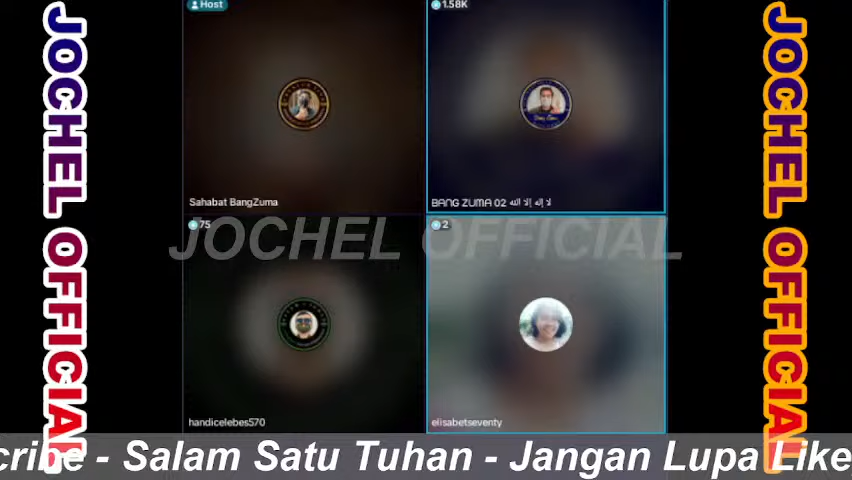 JOCHEL OFFICIAL
Host
1.58K
Sahabat BangZuma
BANG ZUMA 02 لا إله إلا الله
JOCHEL OFFICIAL
75
2
handicelebes570
elisabetseventy
JOCHEL OFFICIAL
cribe - Salam Satu Tuhan - Jangan Lupa Like